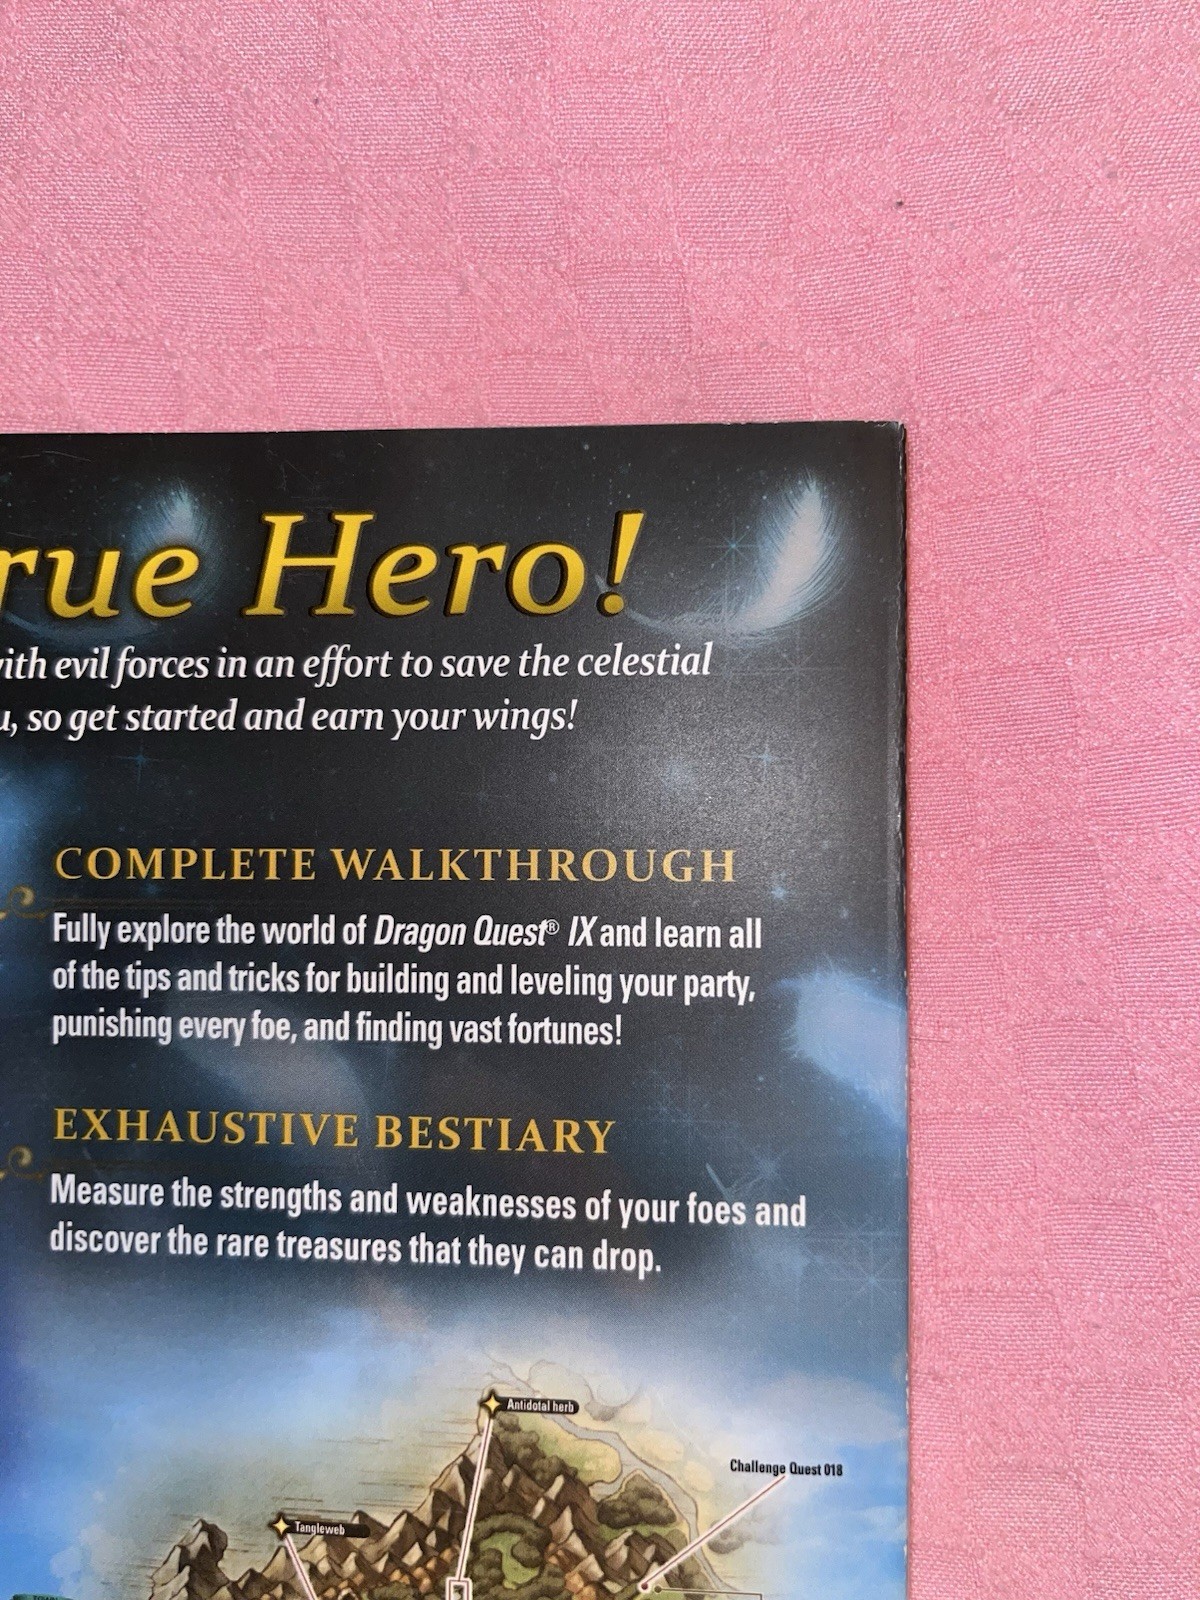 rue Hero!
with evil forces in an effort to save the celestial
u, so get started and earn your wings!
COMPLETE WALKTHROUGH
Fully explore the world of Dragon Quest® IX and learn all
of the tips and tricks for building and leveling your party,
punishing every foe, and finding vast fortunes!
EXHAUSTIVE BESTIARY
Measure the strengths and weaknesses of your foes and
discover the rare treasures that they can drop.
Antidotal herb
Challenge Quest 018
Tangleweb